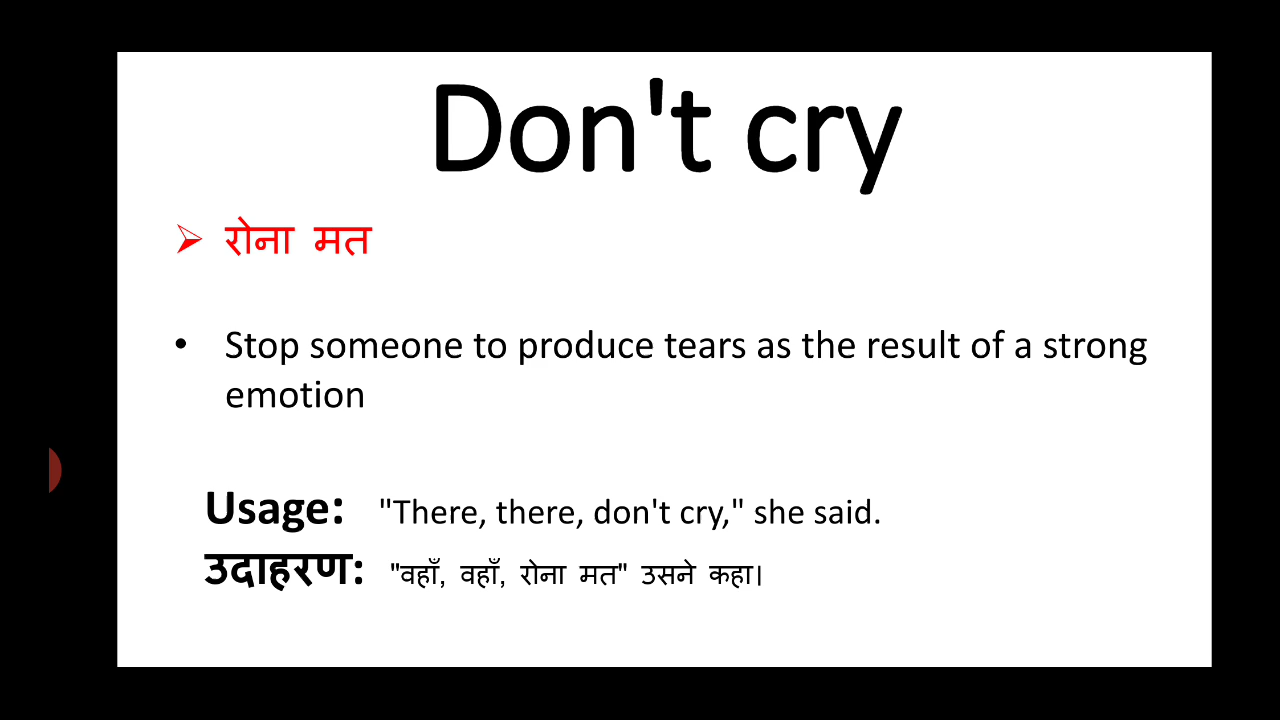 Don't cry
रोना मत
Stop someone to produce tears as the result of a strong
emotion
Usage: "There, there, don't cry," she said.
उदाहरण: "वहाँ, वहाँ, रोना मत" उसने कहा।